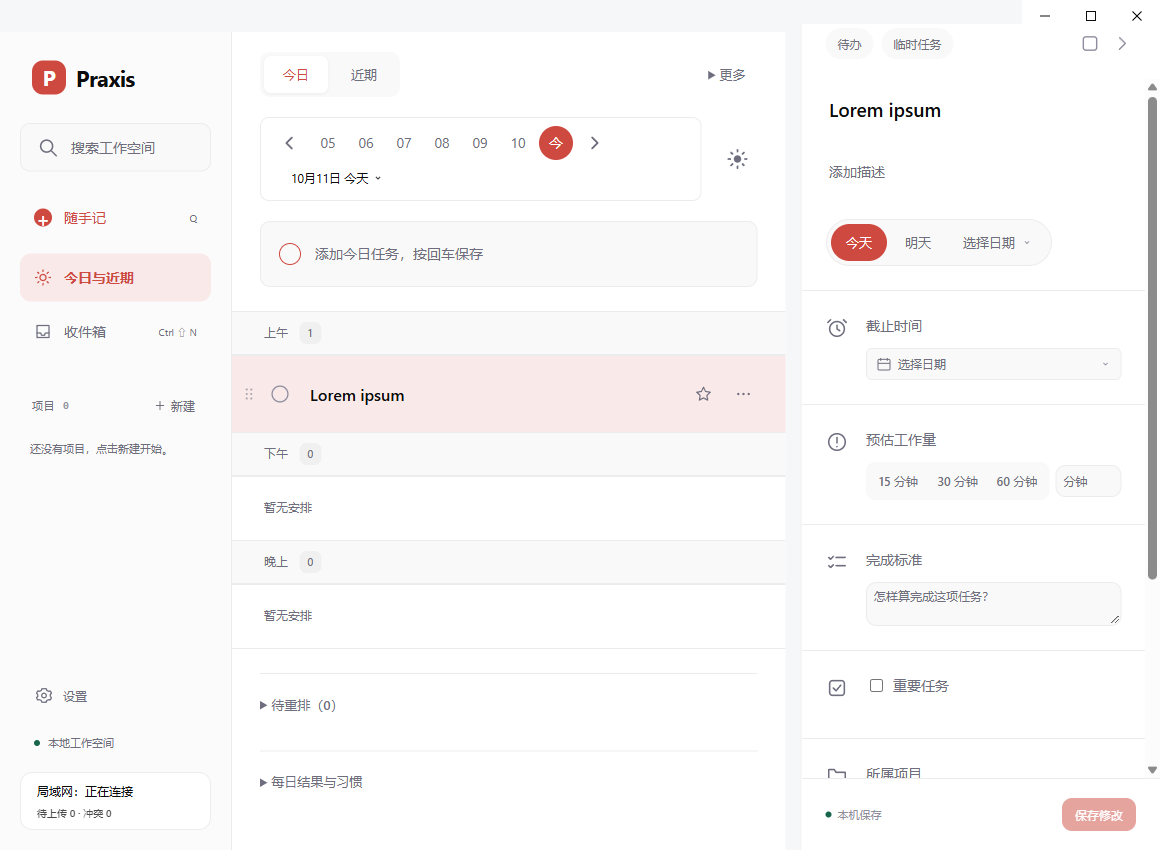 P Praxis
搜索工作空间
随手记 Q
今日与近期
收件箱 Ctrl ⇧ N
项目 0 + 新建
还没有项目，点击新建开始。
设置
本地工作空间
局域网：正在连接
待上传 0 · 冲突 0
今日 近期
更多
05 06 07 08 09 10 今
10月11日 今天
添加今日任务，按回车保存
上午 1
Lorem ipsum
下午 0
暂无安排
晚上 0
暂无安排
待重排（0）
每日结果与习惯
待办 临时任务
Lorem ipsum
添加描述
今天 明天 选择日期
截止时间
选择日期
预估工作量
15 分钟 30 分钟 60 分钟 分钟
完成标准
怎样算完成这项任务？
重要任务
所属项目
本机保存 保存修改